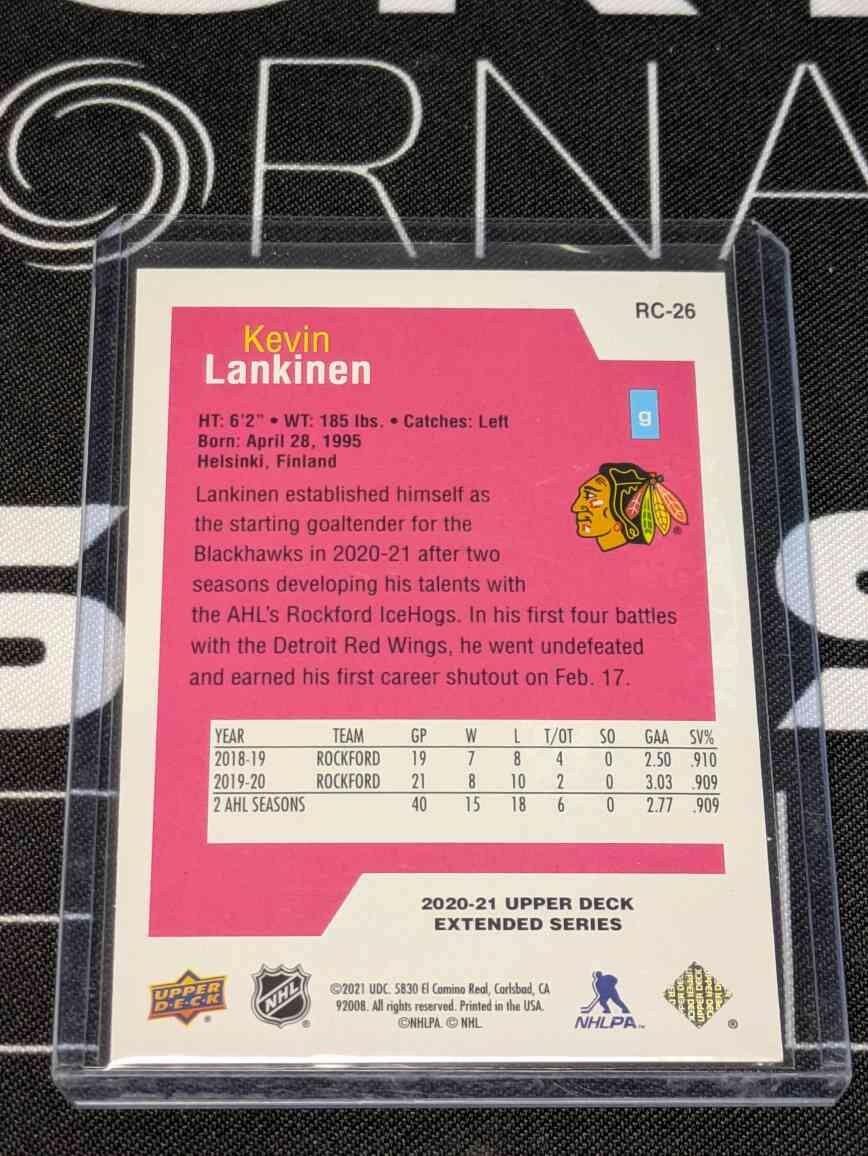 ORNA
RC-26
Kevin
Lankinen
g
HT: 6'2" • WT: 185 lbs. • Catches: Left
Born: April 28, 1995
Helsinki, Finland
Lankinen established himself as
the starting goaltender for the
Blackhawks in 2020-21 after two
seasons developing his talents with
the AHL's Rockford IceHogs. In his first four battles
with the Detroit Red Wings, he went undefeated
and earned his first career shutout on Feb. 17.
YEAR TEAM GP W L T/OT SO GAA SV%
2018-19 ROCKFORD 19 7 8 4 0 2.50 .910
2019-20 ROCKFORD 21 8 10 2 0 3.03 .909
2 AHL SEASONS 40 15 18 6 0 2.77 .909
2020-21 UPPER DECK
EXTENDED SERIES
UPPER
D·E·C·K
NHL
©2021 UDC. 5830 El Camino Real, Carlsbad, CA
92008. All rights reserved. Printed in the USA.
©NHLPA. © NHL.
NHLPA™
®